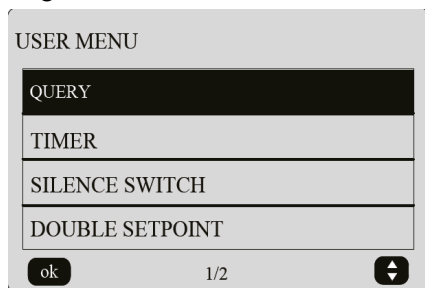 USER MENU
QUERY
TIMER
SILENCE SWITCH
DOUBLE SETPOINT
ok 1/2